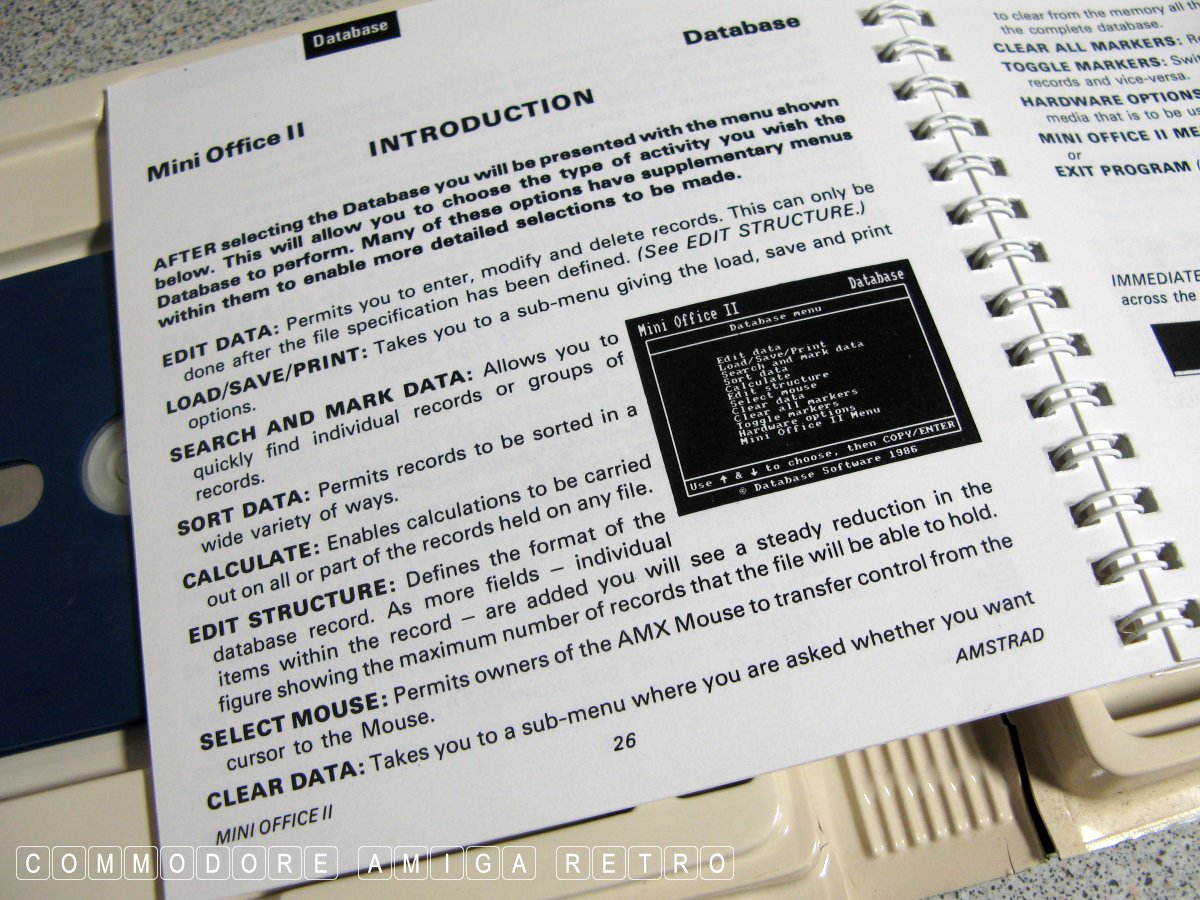 Database
Database
Mini Office II
INTRODUCTION
AFTER selecting the Database you will be presented with the menu shown
below. This will allow you to choose the type of activity you wish the
Database to perform. Many of these options have supplementary menus
within them to enable more detailed selections to be made.
EDIT DATA: Permits you to enter, modify and delete records. This can only be
done after the file specification has been defined. (See EDIT STRUCTURE.)
LOAD/SAVE/PRINT: Takes you to a sub-menu giving the load, save and print
options.
SEARCH AND MARK DATA: Allows you to
quickly find individual records or groups of
records.
SORT DATA: Permits records to be sorted in a
wide variety of ways.
CALCULATE: Enables calculations to be carried
out on all or part of the records held on any file.
EDIT STRUCTURE: Defines the format of the
database record. As more fields – individual
items within the record – are added you will see a steady reduction in the
figure showing the maximum number of records that the file will be able to hold.
SELECT MOUSE: Permits owners of the AMX Mouse to transfer control from the
cursor to the Mouse.
CLEAR DATA: Takes you to a sub-menu where you are asked whether you want
MINI OFFICE II
26
AMSTRAD
Mini Office II
Database
Database menu
Edit data
Load/Save/Print
Search and mark data
Sort data
Calculate
Edit structure
Select mouse
Clear data
Clear all markers
Toggle markers
Hardware options
Mini Office II Menu
Use ↑ & ↓ to choose, then COPY/ENTER
© Database Software 1986
to clear from the memory all th
the complete database.
CLEAR ALL MARKERS: Re
TOGGLE MARKERS: Swit
records and vice-versa.
HARDWARE OPTIONS
media that is to be us
MINI OFFICE II ME
or
EXIT PROGRAM (
IMMEDIATE
across the
COMMODORE AMIGA RETRO